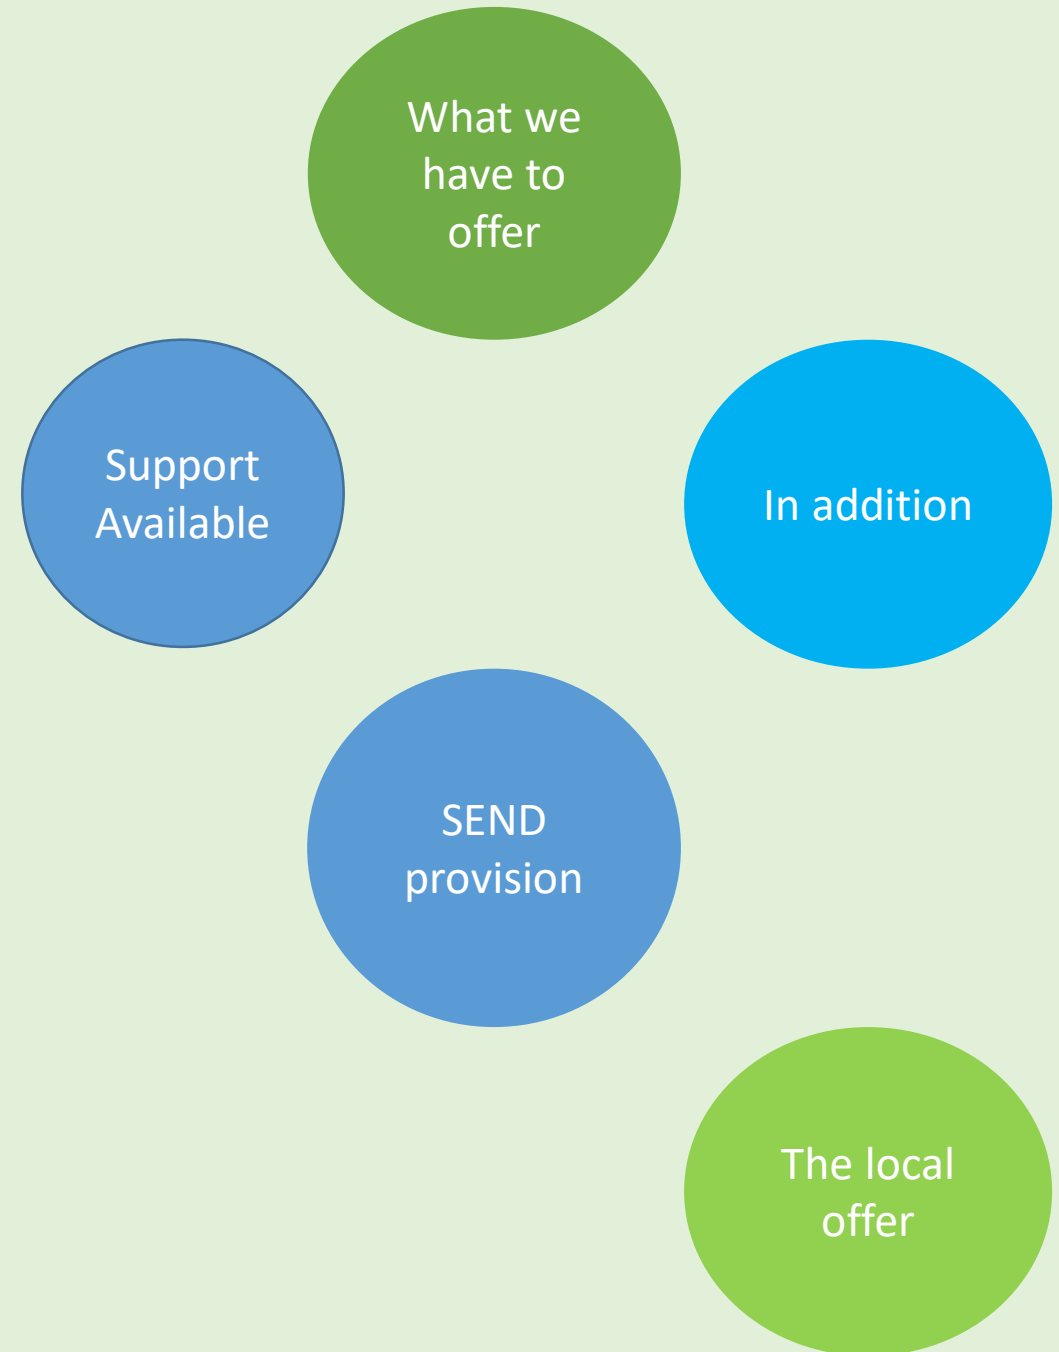 What we
have to
offer
Support
Available
In addition
SEND
provision
The local
offer